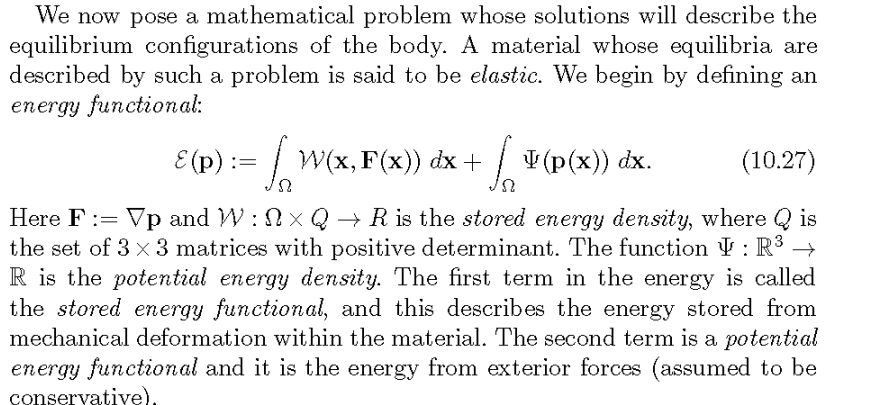 We now pose a mathematical problem whose solutions will describe the
equilibrium configurations of the body. A material whose equilibria are
described by such a problem is said to be elastic. We begin by defining an
energy functional:
ℰ(p) := ∫_Ω 𝒲(x, F(x)) dx + ∫_Ω Ψ(p(x)) dx. (10.27)
Here F := ∇p and 𝒲 : Ω × Q → R is the stored energy density, where Q is
the set of 3 × 3 matrices with positive determinant. The function Ψ : ℝ³ →
ℝ is the potential energy density. The first term in the energy is called
the stored energy functional, and this describes the energy stored from
mechanical deformation within the material. The second term is a potential
energy functional and it is the energy from exterior forces (assumed to be
conservative).